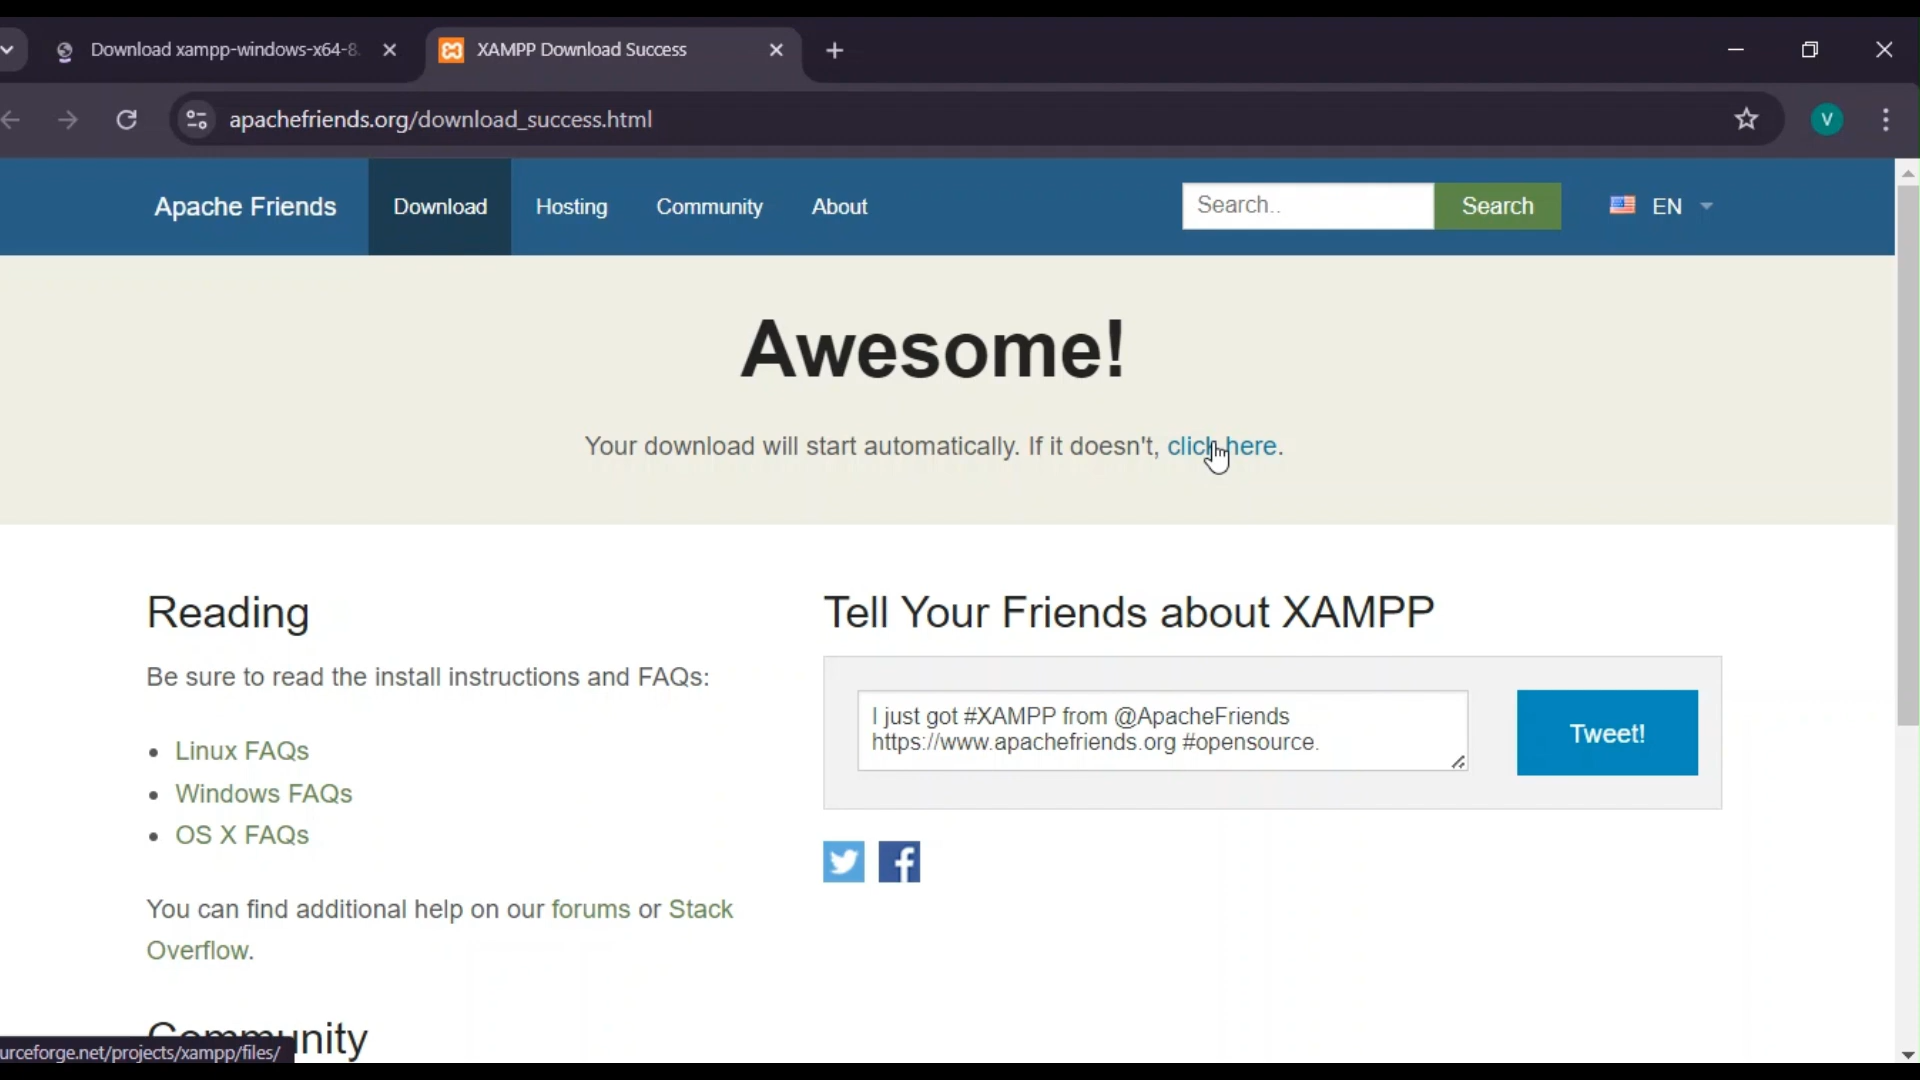 Download xampp-windows-x64-8.
XAMPP Download Success
apachefriends.org/download_success.html
V
Apache Friends
Download
Hosting
Community
About
Search..
Search
EN
Awesome!
Your download will start automatically. If it doesn't, click here.
Reading
Be sure to read the install instructions and FAQs:
Linux FAQs
Windows FAQs
OS X FAQs
You can find additional help on our forums or Stack
Overflow.
Tell Your Friends about XAMPP
I just got #XAMPP from @ApacheFriends
https://www.apachefriends.org #opensource.
Tweet!
Community
urceforge.net/projects/xampp/files/